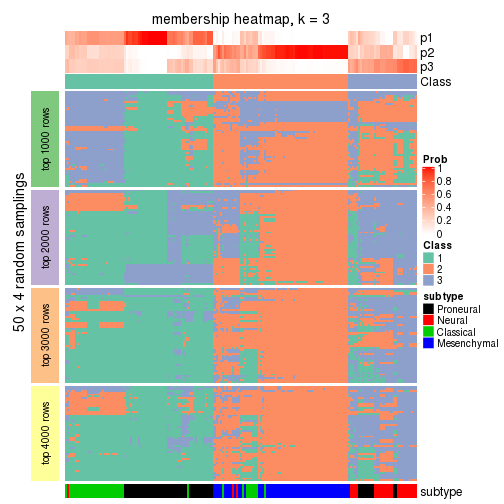 membership heatmap, k = 3
p1
p2
p3
Class
50 x 4 random samplings
top 1000 rows
top 2000 rows
top 3000 rows
top 4000 rows
Prob
1
0.8
0.6
0.4
0.2
0
Class
1
2
3
subtype
Proneural
Neural
Classical
Mesenchymal
subtype